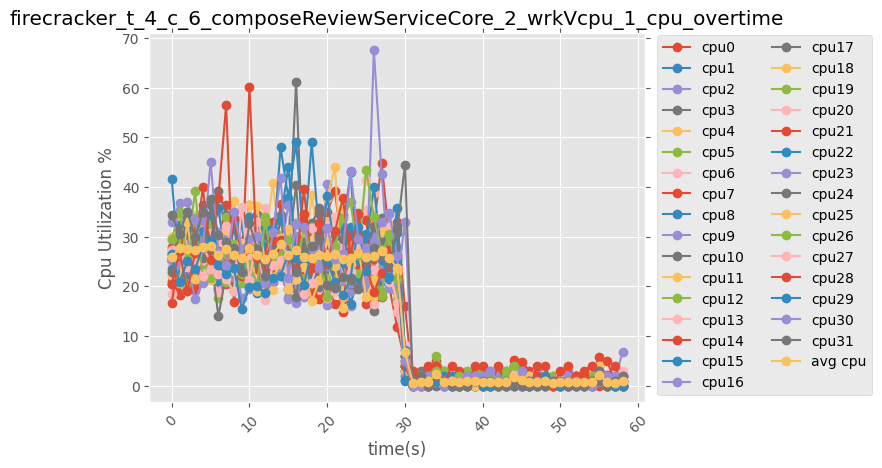 firecracker_t_4_c_6_composeReviewServiceCore_2_wrkVcpu_1_cpu_overtime
Cpu Utilization %
70
60
50
40
30
20
10
0
0
10
20
30
40
50
60
time(s)
cpu0
cpu1
cpu2
cpu3
cpu4
cpu5
cpu6
cpu7
cpu8
cpu9
cpu10
cpu11
cpu12
cpu13
cpu14
cpu15
cpu16
cpu17
cpu18
cpu19
cpu20
cpu21
cpu22
cpu23
cpu24
cpu25
cpu26
cpu27
cpu28
cpu29
cpu30
cpu31
avg cpu